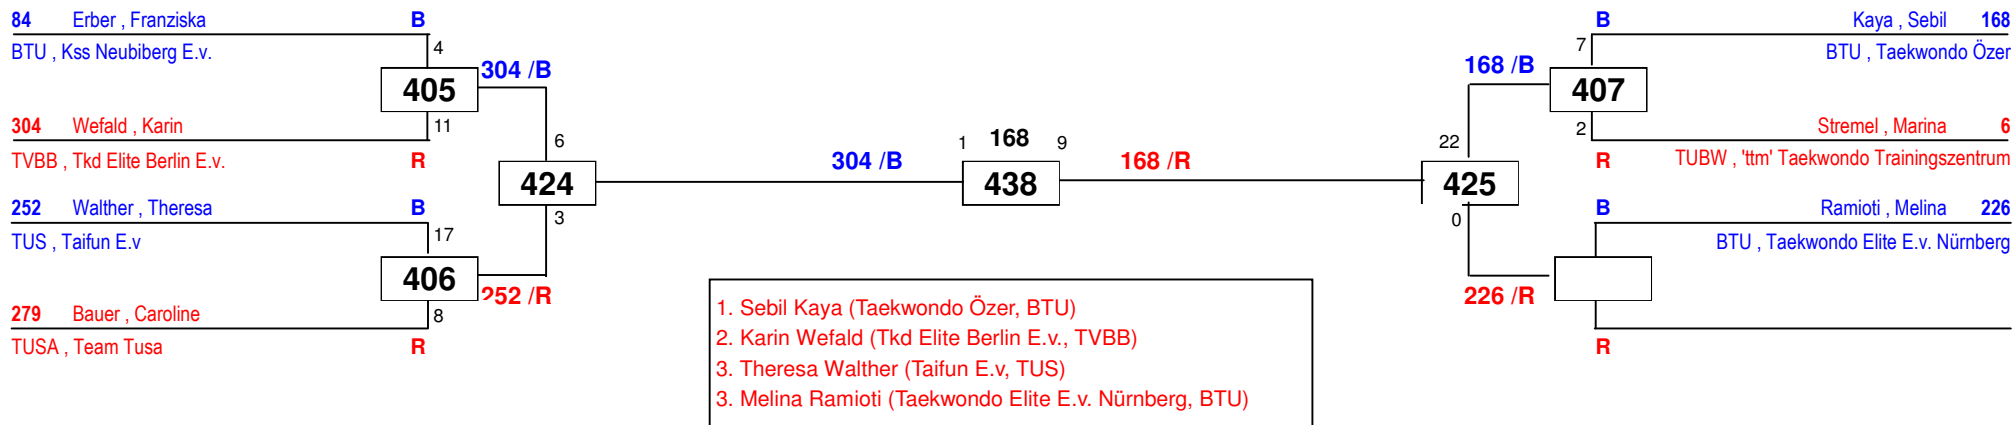 84 Erber , Franziska B
BTU , Kss Neubiberg E.v.
4
405
304 /B
11
304 Wefald , Karin
TVBB , Tkd Elite Berlin E.v. R
6
424
3
252 Walther , Theresa B
TUS , Taifun E.v
17
406
252 /R
8
279 Bauer , Caroline
TUSA , Team Tusa R
304 /B
1 168 9
438
168 /R
B Kaya , Sebil 168
BTU , Taekwondo Özer
7
168 /B
407
2
Stremel , Marina 6
R TUBW , 'ttm' Taekwondo Trainingszentrum
22
425
0
B Ramioti , Melina 226
BTU , Taekwondo Elite E.v. Nürnberg
226 /R
R
1. Sebil Kaya (Taekwondo Özer, BTU)
2. Karin Wefald (Tkd Elite Berlin E.v., TVBB)
3. Theresa Walther (Taifun E.v, TUS)
3. Melina Ramioti (Taekwondo Elite E.v. Nürnberg, BTU)